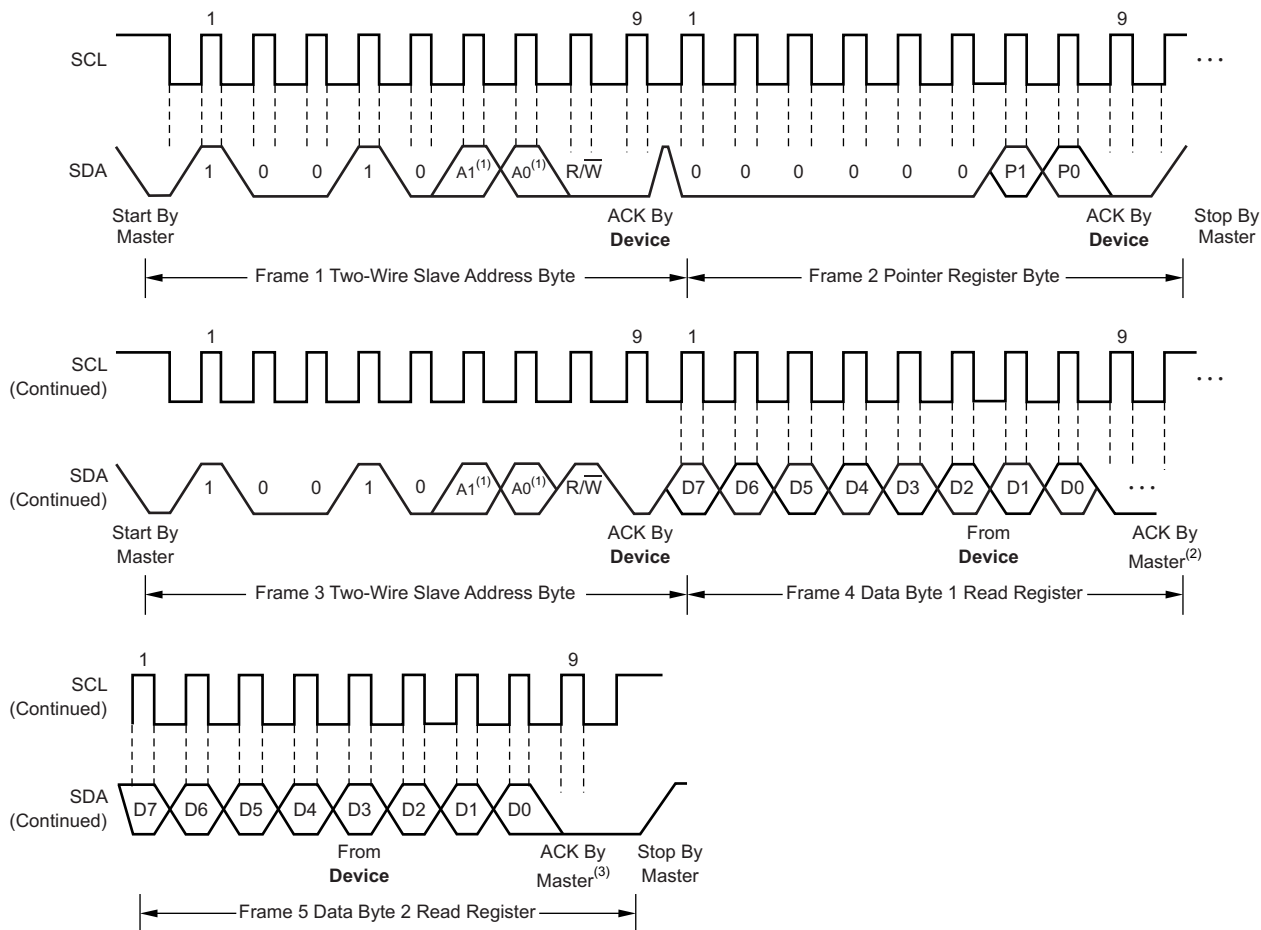 1 9 1 9
SCL ...
SDA 1 0 0 1 0 A1(1) A0(1) R/W̅ 0 0 0 0 0 0 P1 P0
Start By Master ACK By Device ACK By Device Stop By Master
Frame 1 Two-Wire Slave Address Byte Frame 2 Pointer Register Byte
1 9 1 9
SCL (Continued) ...
SDA (Continued) 1 0 0 1 0 A1(1) A0(1) R/W̅ D7 D6 D5 D4 D3 D2 D1 D0 ...
Start By Master ACK By Device From Device ACK By Master(2)
Frame 3 Two-Wire Slave Address Byte Frame 4 Data Byte 1 Read Register
1 9
SCL (Continued)
SDA (Continued) D7 D6 D5 D4 D3 D2 D1 D0
From Device ACK By Master(3) Stop By Master
Frame 5 Data Byte 2 Read Register